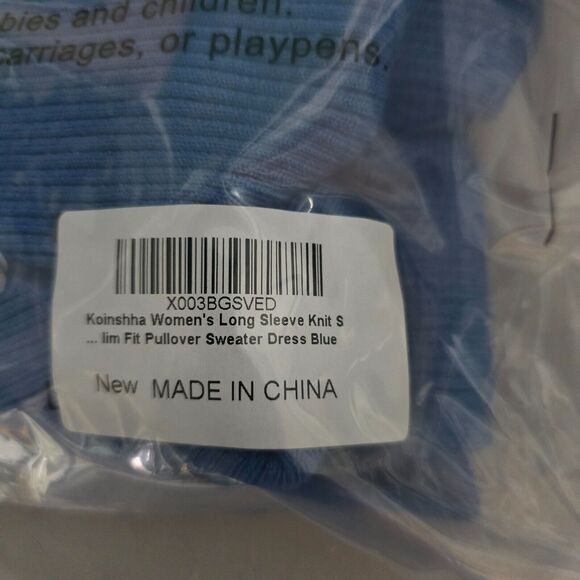 bies and children.
carriages, or playpens.
X003BGSVED
Koinshha Women's Long Sleeve Knit S
... lim Fit Pullover Sweater Dress Blue
New MADE IN CHINA